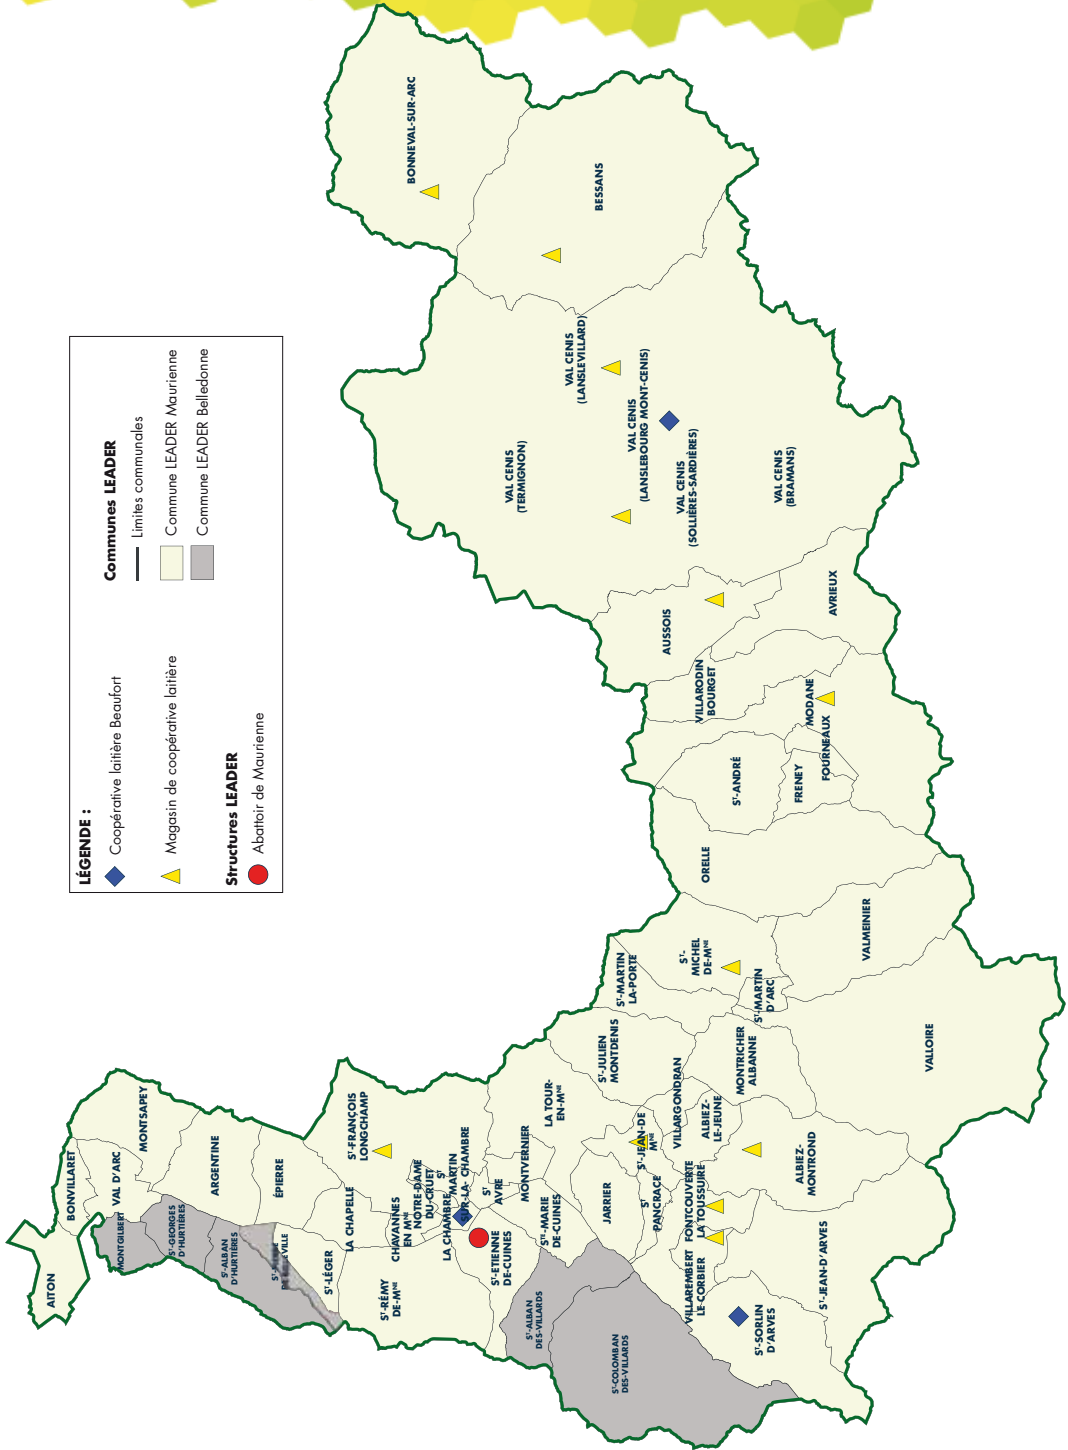 LÉGENDE :
Coopérative laitière Beaufort
Magasin de coopérative laitière
Structures LEADER
Abattoir de Maurienne
Communes LEADER
Limites communales
Commune LEADER Maurienne
Commune LEADER Belledonne
AITON
BONVILLARET
MONTGILBERT
VAL D'ARC
MONTSAPEY
ST-GEORGES
D'HURTIÈRES
ARGENTINE
ST-ALBAN
D'HURTIÈRES
ÉPIERRE
ST-LÉGER
LA CHAPELLE
ST-FRANÇOIS
LONGCHAMP
ST-RÉMY
DE-MNE
CHAVANNES
EN MNE
NOTRE-DAME
DU-CRUET
LA CHAMBRE
ST
MARTIN
SUR-LA- CHAMBRE
ST-ETIENNE
DE-CUINES
ST
AVRE
MONTVERNIER
LA TOUR-
EN-MNE
STE-MARIE
DE-CUINES
ST-ALBAN
DES-VILLARDS
ST-COLOMBAN
DES-VILLARDS
JARRIER
ST-JULIEN
MONTDENIS
ST-MARTIN
LA-PORTE
ST-JEAN-DE
MNE
ST
PANCRACE
VILLARGONDRAN
FONTCOUVERTE
LA TOUSSUIRE
VILLAREMBERT
LE-CORBIER
ALBIEZ-
LE-JEUNE
MONTRICHER
ALBANNE
ST-
MICHEL
DE-MNE
ST-MARTIN
D'ARC
ST-SORLIN
D'ARVES
ST-JEAN-D'ARVES
ALBIEZ-
MONTROND
VALLOIRE
VALMEINIER
ORELLE
ST-ANDRÉ
FRENEY
FOURNEAUX
MODANE
VILLARODIN
BOURGET
AUSSOIS
AVRIEUX
VAL CENIS
(TERMIGNON)
VAL CENIS
(LANSLEVILLARD)
VAL CENIS
(LANSLEBOURG MONT-CENIS)
VAL CENIS
(SOLLIÈRES-SARDIÈRES)
VAL CENIS
(BRAMANS)
BESSANS
BONNEVAL-SUR-ARC